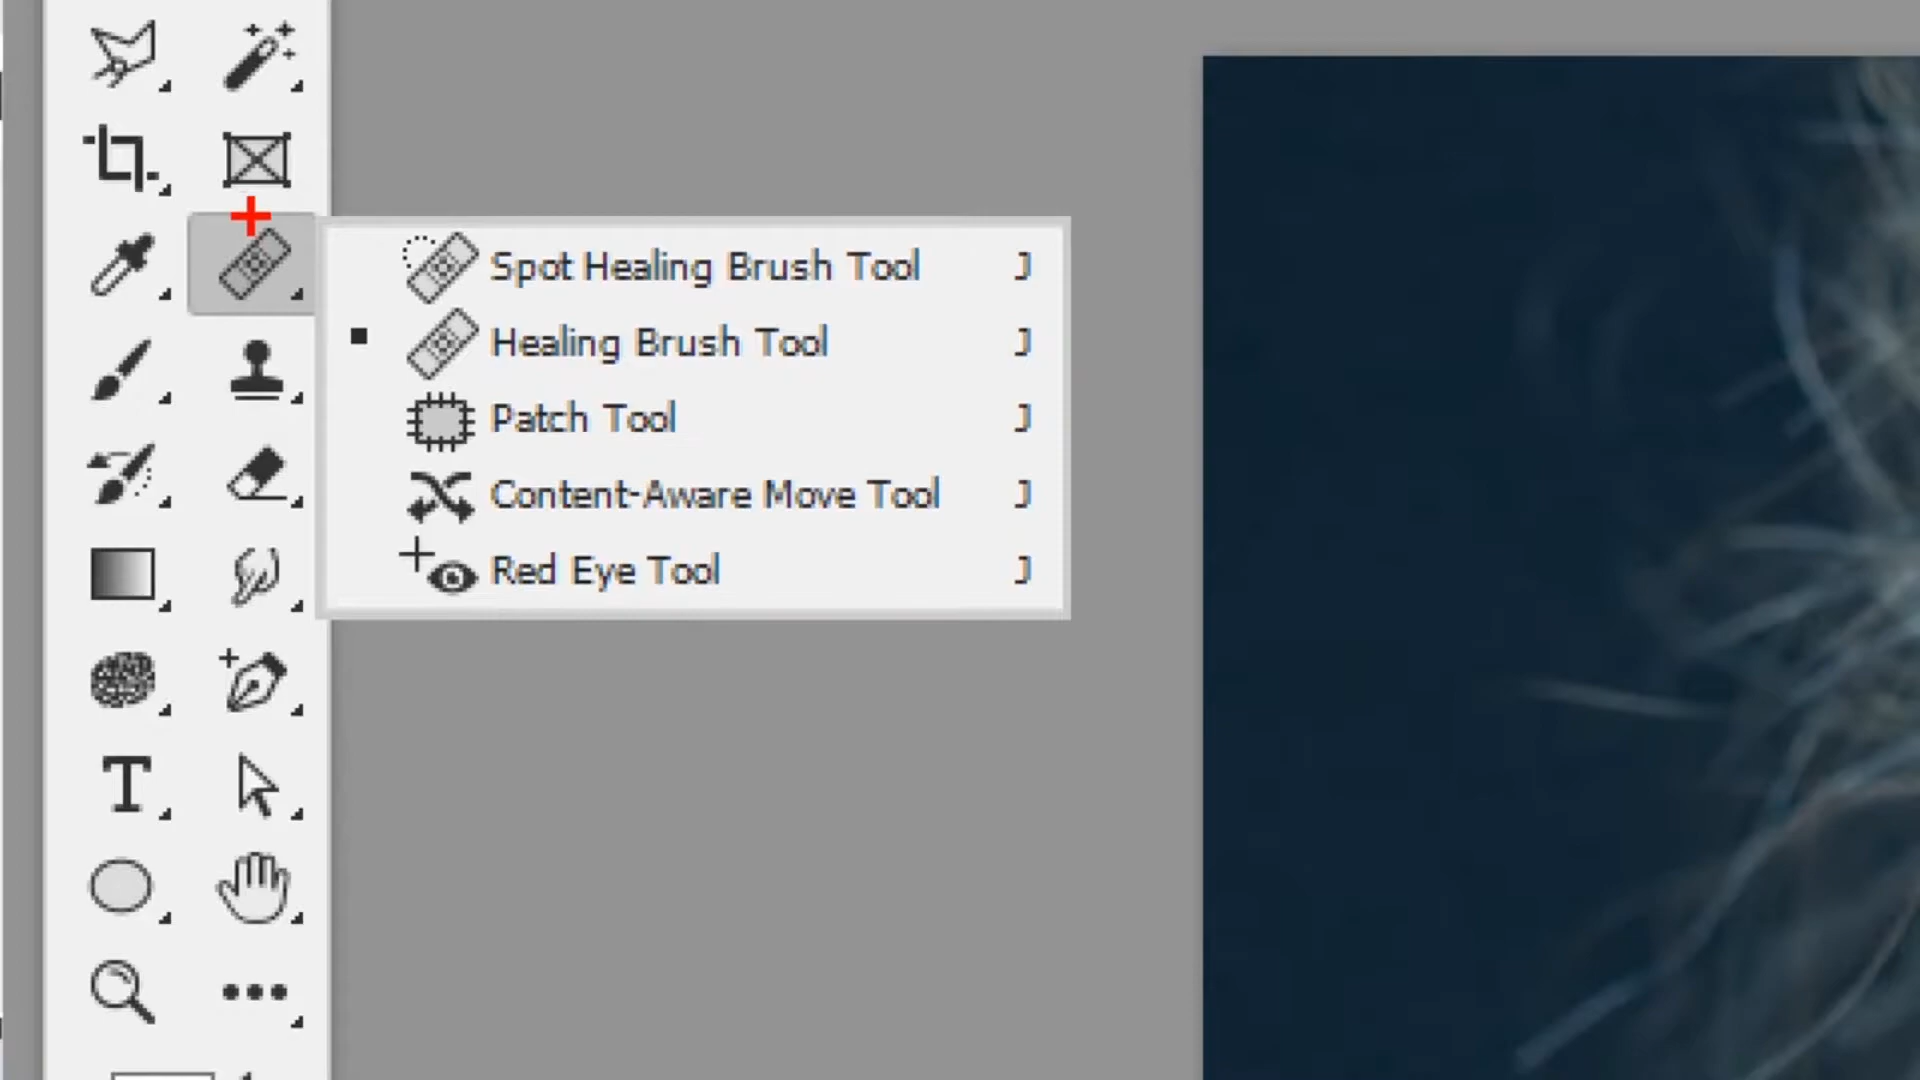 Spot Healing Brush Tool J
Healing Brush Tool J
Patch Tool J
Content-Aware Move Tool J
Red Eye Tool J